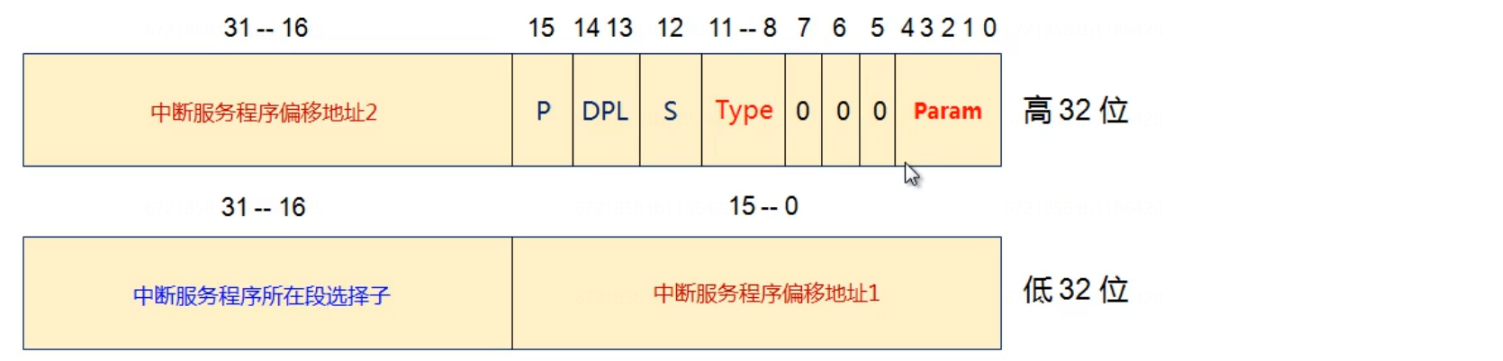 31 -- 16 15 14 13 12 11 -- 8 7 6 5 4 3 2 1 0
中断服务程序偏移地址2 P DPL S Type 0 0 0 Param 高 32 位
31 -- 16 15 -- 0
中断服务程序所在段选择子 中断服务程序偏移地址1 低 32 位